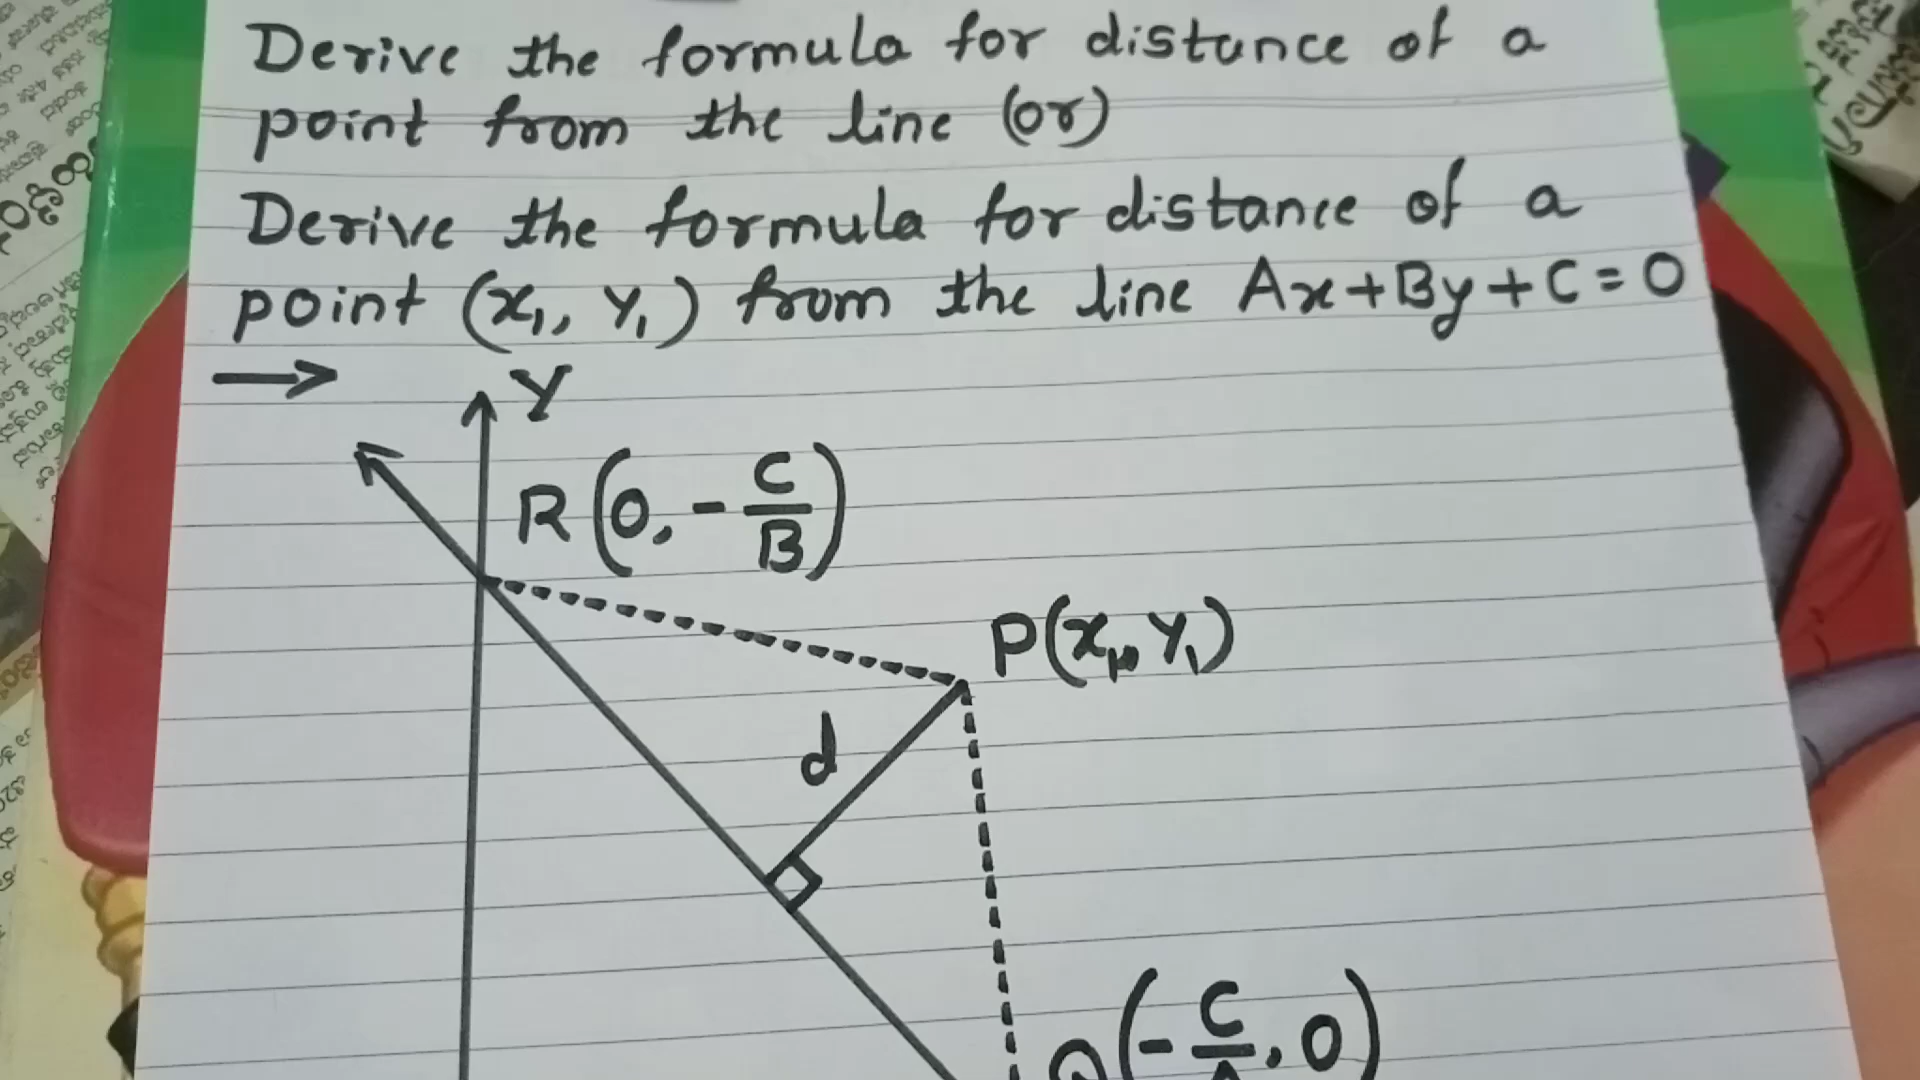 Derive the formula for distance of a
point from the line (or)
Derive the formula for distance of a
point (x₁, y₁) from the line Ax+By+C=0
Y
R(0, -C/B)
P(x₁, y₁)
d
Q(-C/A, 0)